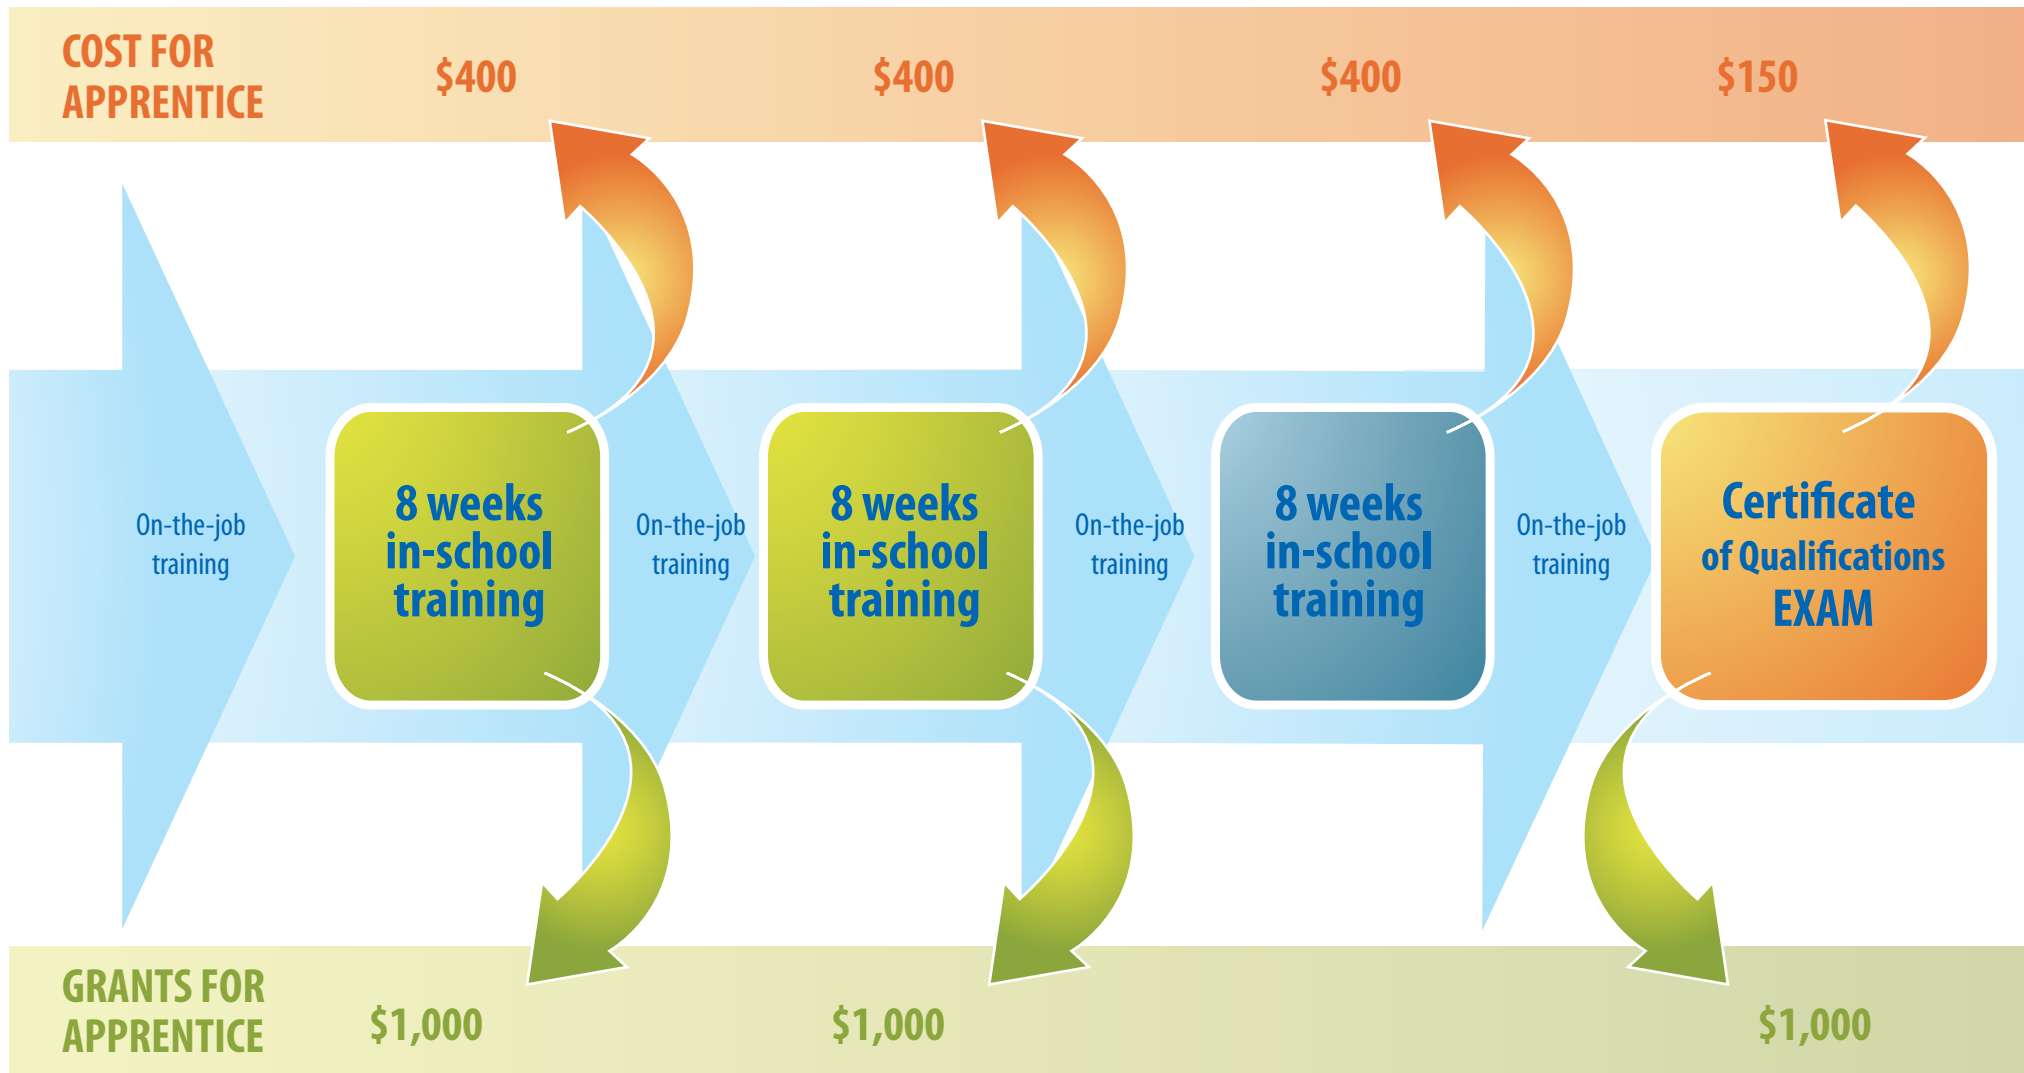 COST FOR
APPRENTICE
$400
$400
$400
$150
On-the-job
training
8 weeks
in-school
training
On-the-job
training
8 weeks
in-school
training
On-the-job
training
8 weeks
in-school
training
On-the-job
training
Certificate
of Qualifications
EXAM
GRANTS FOR
APPRENTICE
$1,000
$1,000
$1,000